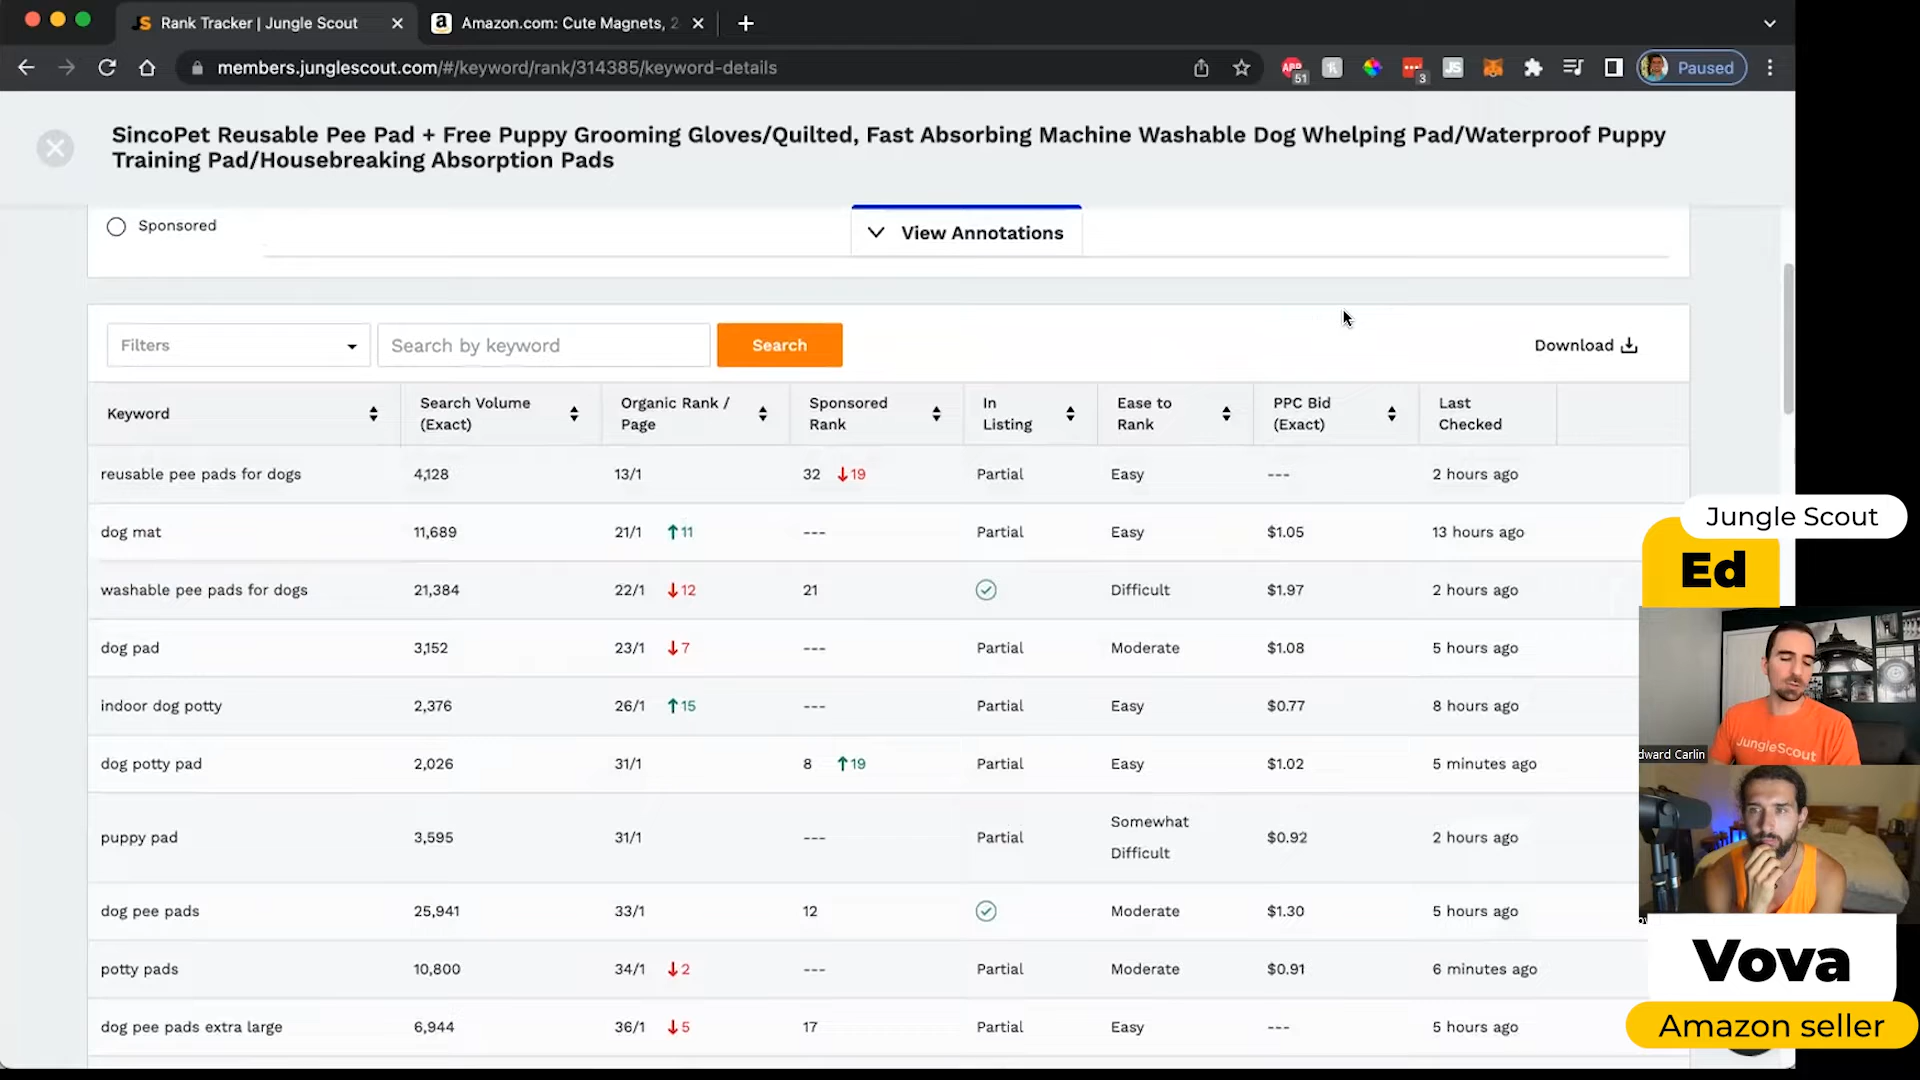 Rank Tracker | Jungle Scout
Amazon.com: Cute Magnets, 2
members.junglescout.com/#/keyword/rank/314385/keyword-details
51
3
Paused
SincoPet Reusable Pee Pad + Free Puppy Grooming Gloves/Quilted, Fast Absorbing Machine Washable Dog Whelping Pad/Waterproof Puppy
Training Pad/Housebreaking Absorption Pads
Sponsored
View Annotations
Filters
Search by keyword
Search
Download
Keyword
Search Volume
(Exact)
Organic Rank /
Page
Sponsored
Rank
In
Listing
Ease to
Rank
PPC Bid
(Exact)
Last
Checked
reusable pee pads for dogs 4,128 13/1 32 ↓19 Partial Easy --- 2 hours ago
dog mat 11,689 21/1 ↑11 --- Partial Easy $1.05 13 hours ago
washable pee pads for dogs 21,384 22/1 ↓12 21 Difficult $1.97 2 hours ago
dog pad 3,152 23/1 ↓7 --- Partial Moderate $1.08 5 hours ago
indoor dog potty 2,376 26/1 ↑15 --- Partial Easy $0.77 8 hours ago
dog potty pad 2,026 31/1 8 ↑19 Partial Easy $1.02 5 minutes ago
puppy pad 3,595 31/1 --- Partial Somewhat Difficult $0.92 2 hours ago
dog pee pads 25,941 33/1 12 Moderate $1.30 5 hours ago
potty pads 10,800 34/1 ↓2 --- Partial Moderate $0.91 6 minutes ago
dog pee pads extra large 6,944 36/1 ↓5 17 Partial Easy --- 5 hours ago
Jungle Scout
Ed
JungleScout
dward Carlin
Vova
Amazon seller